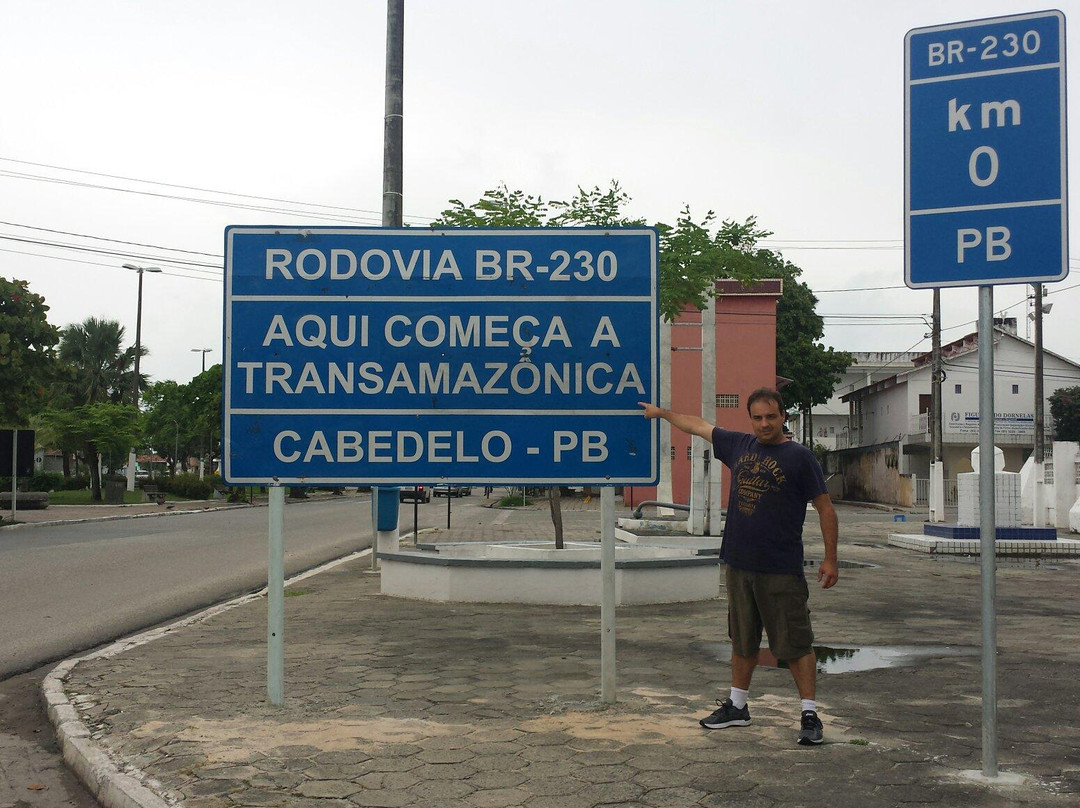 RODOVIA BR-230
AQUI COMEÇA A
TRANSAMAZÔNICA
CABEDELO - PB
BR-230
km
0
PB